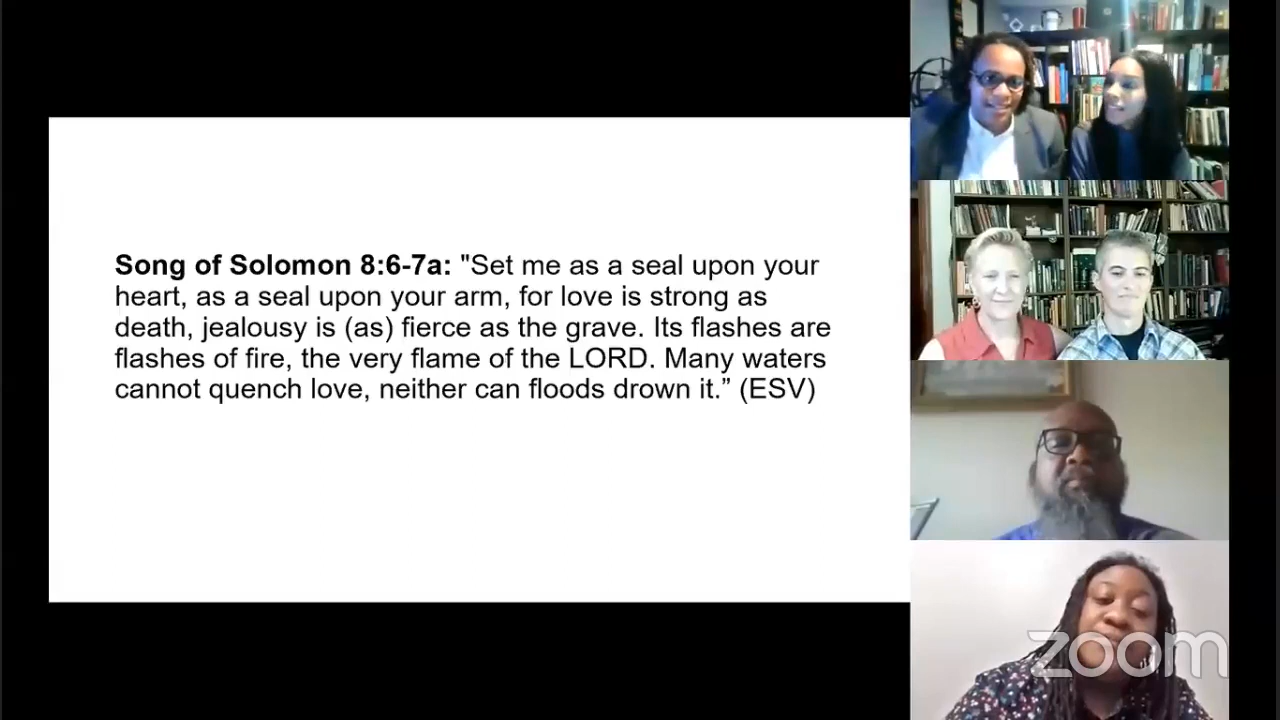 Song of Solomon 8:6-7a: "Set me as a seal upon your
heart, as a seal upon your arm, for love is strong as
death, jealousy is (as) fierce as the grave. Its flashes are
flashes of fire, the very flame of the LORD. Many waters
cannot quench love, neither can floods drown it.” (ESV)
zoom